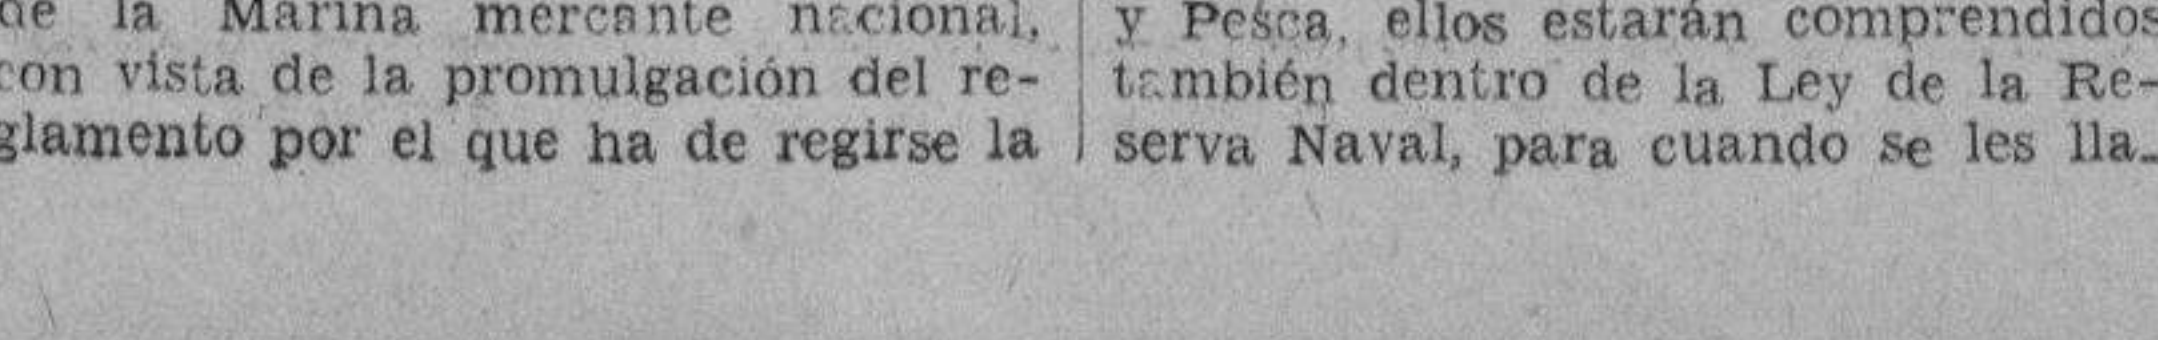 de la Marina mercante nacional,
con vista de la promulgación del re-
glamento por el que ha de regirse la
y Pesca, ellos estarán comprendidos
también dentro de la Ley de la Re-
serva Naval, para cuando se les lla-